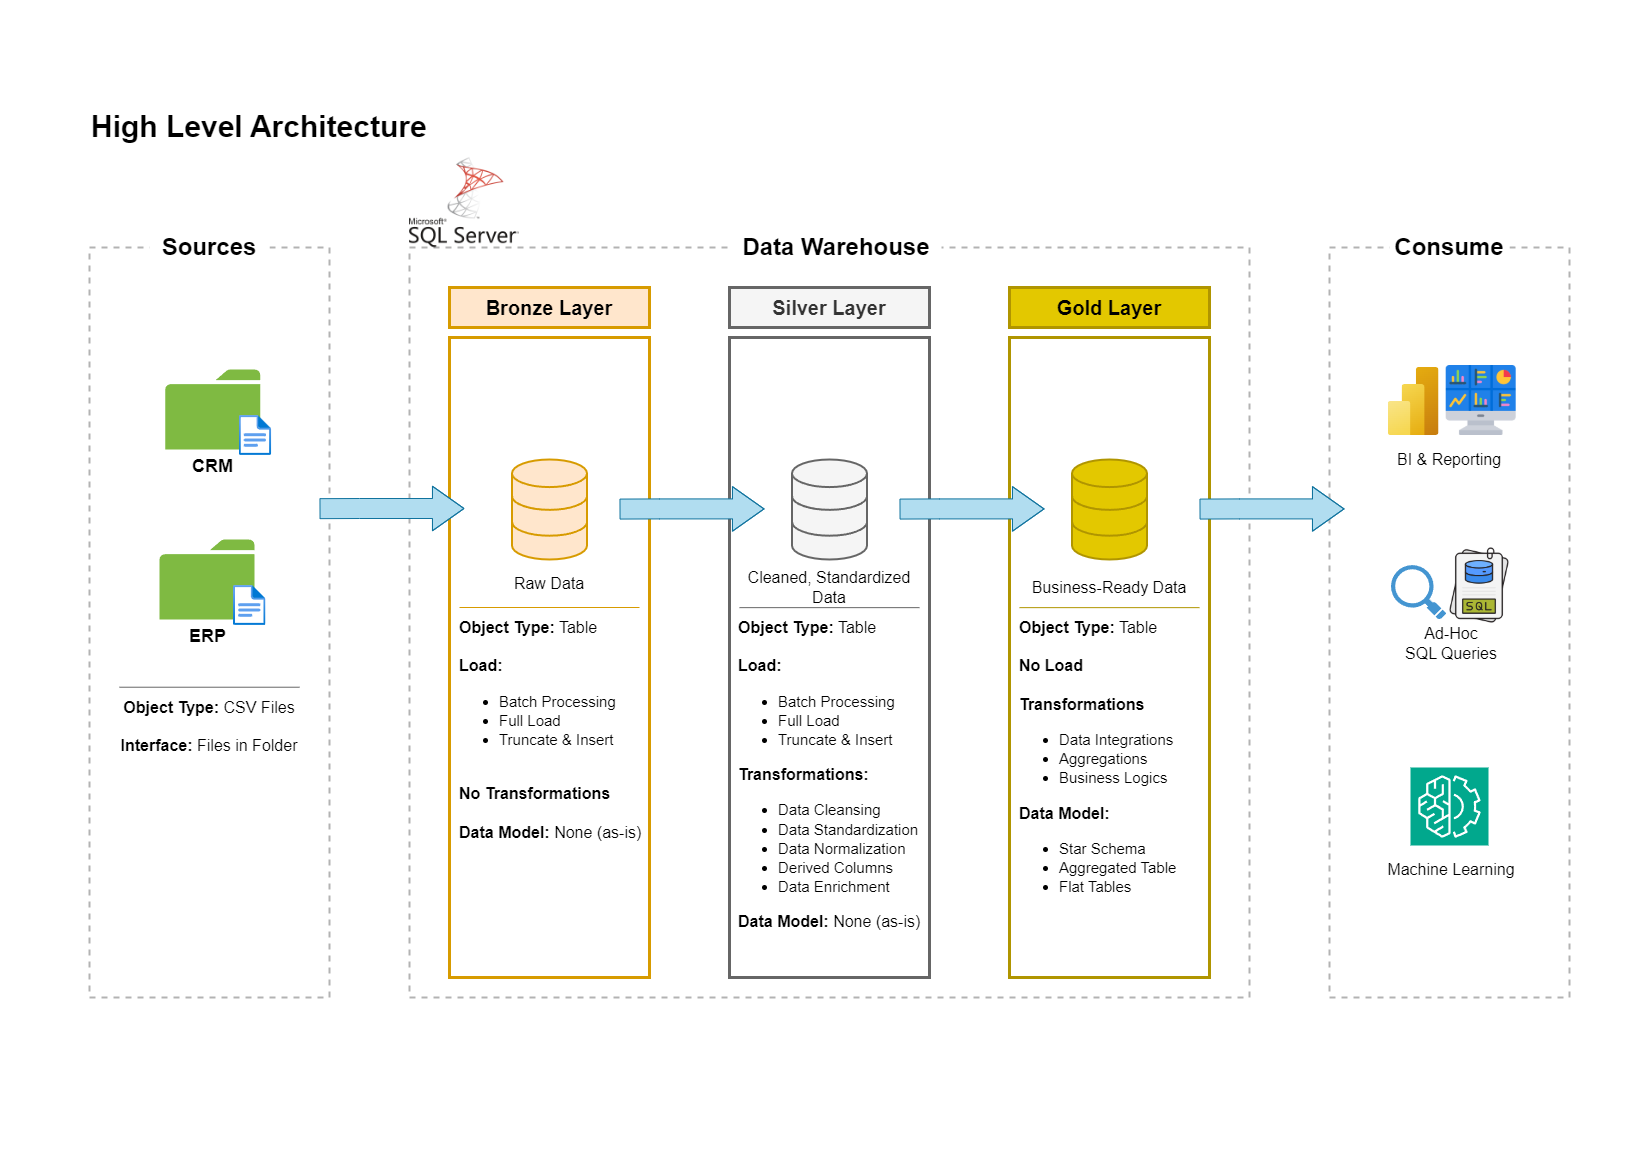 High Level Architecture
Microsoft®
SQL Server
Sources
CRM
ERP
Object Type: CSV Files
Interface: Files in Folder
Data Warehouse
Bronze Layer
Raw Data
Object Type: Table
Load:
• Batch Processing
• Full Load
• Truncate & Insert
No Transformations
Data Model: None (as-is)
Silver Layer
Cleaned, Standardized
Data
Object Type: Table
Load:
• Batch Processing
• Full Load
• Truncate & Insert
Transformations:
• Data Cleansing
• Data Standardization
• Data Normalization
• Derived Columns
• Data Enrichment
Data Model: None (as-is)
Gold Layer
Business-Ready Data
Object Type: Table
No Load
Transformations
• Data Integrations
• Aggregations
• Business Logics
Data Model:
• Star Schema
• Aggregated Table
• Flat Tables
Consume
BI & Reporting
SQL
Ad-Hoc
SQL Queries
Machine Learning